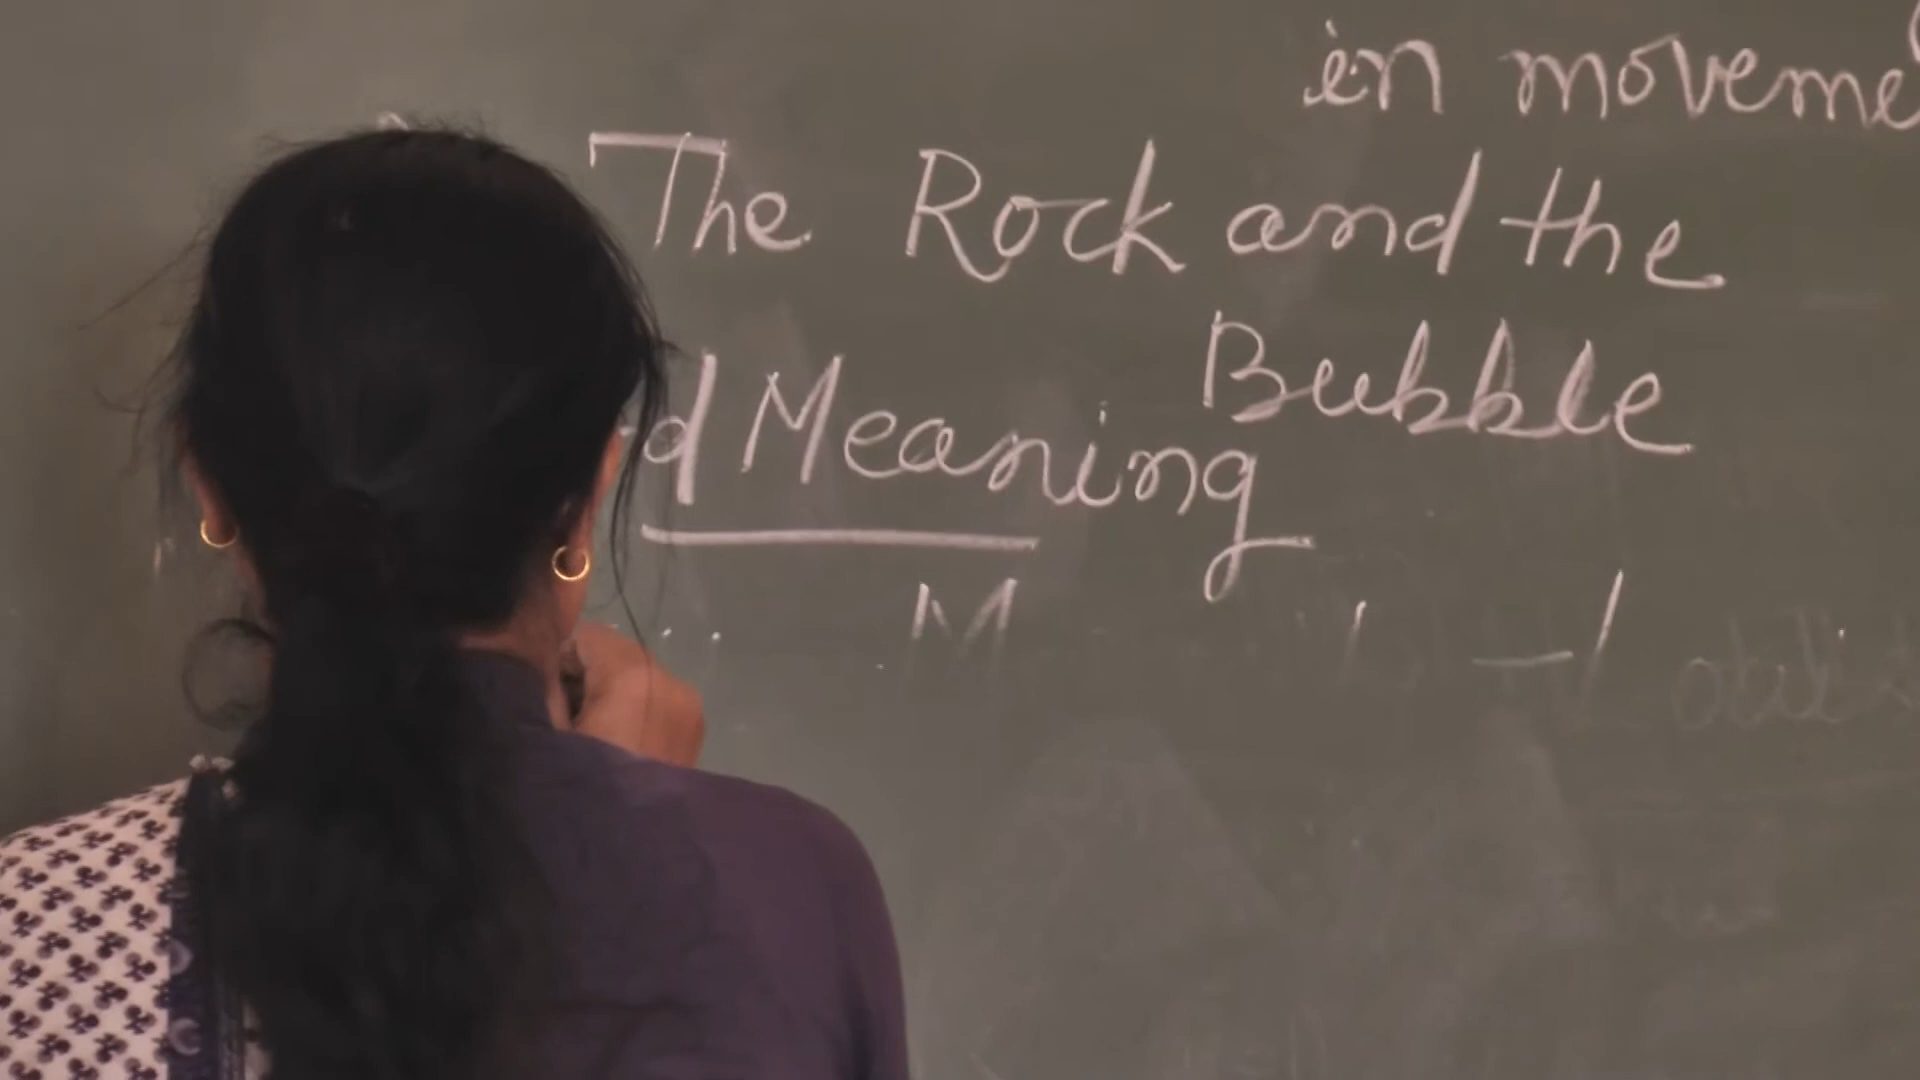 in moveme
The Rock and the
Bubble
d Meaning
M